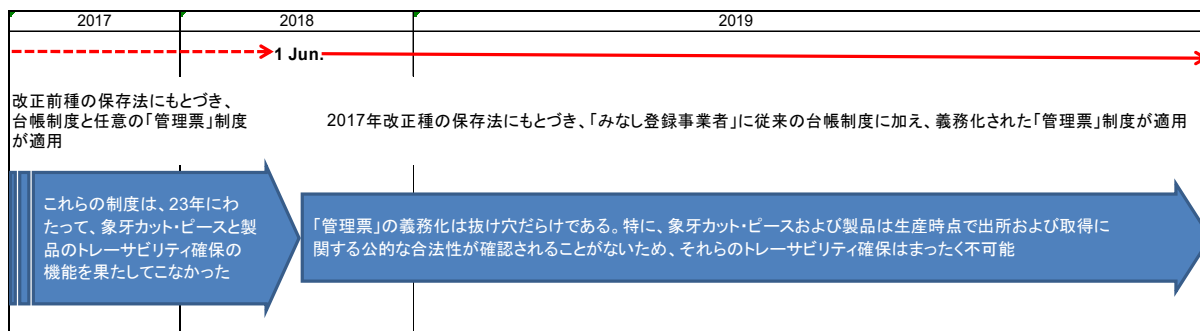 2017
2018
2019
1 Jun.
改正前種の保存法にもとづき、
台帳制度と任意の「管理票」制度
が適用
2017年改正種の保存法にもとづき、「みなし登録事業者」に従来の台帳制度に加え、義務化された「管理票」制度が適用
これらの制度は、23年にわ
たって、象牙カット・ピースと製
品のトレーサビリティ確保の
機能を果たしてこなかった
「管理票」の義務化は抜け穴だらけである。特に、象牙カット・ピースおよび製品は生産時点で出所および取得に
関する公的な合法性が確認されることがないため、それらのトレーサビリティ確保はまったく不可能